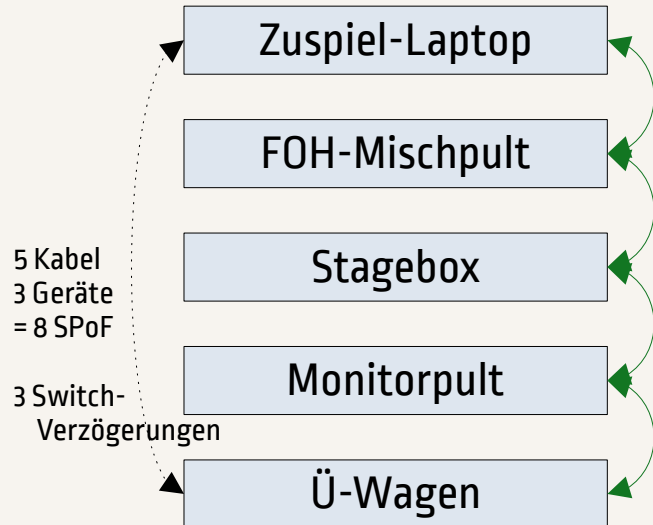 Zuspiel-Laptop
FOH-Mischpult
Stagebox
Monitorpult
Ü-Wagen
5 Kabel
3 Geräte
= 8 SPoF
3 Switch-
Verzögerungen